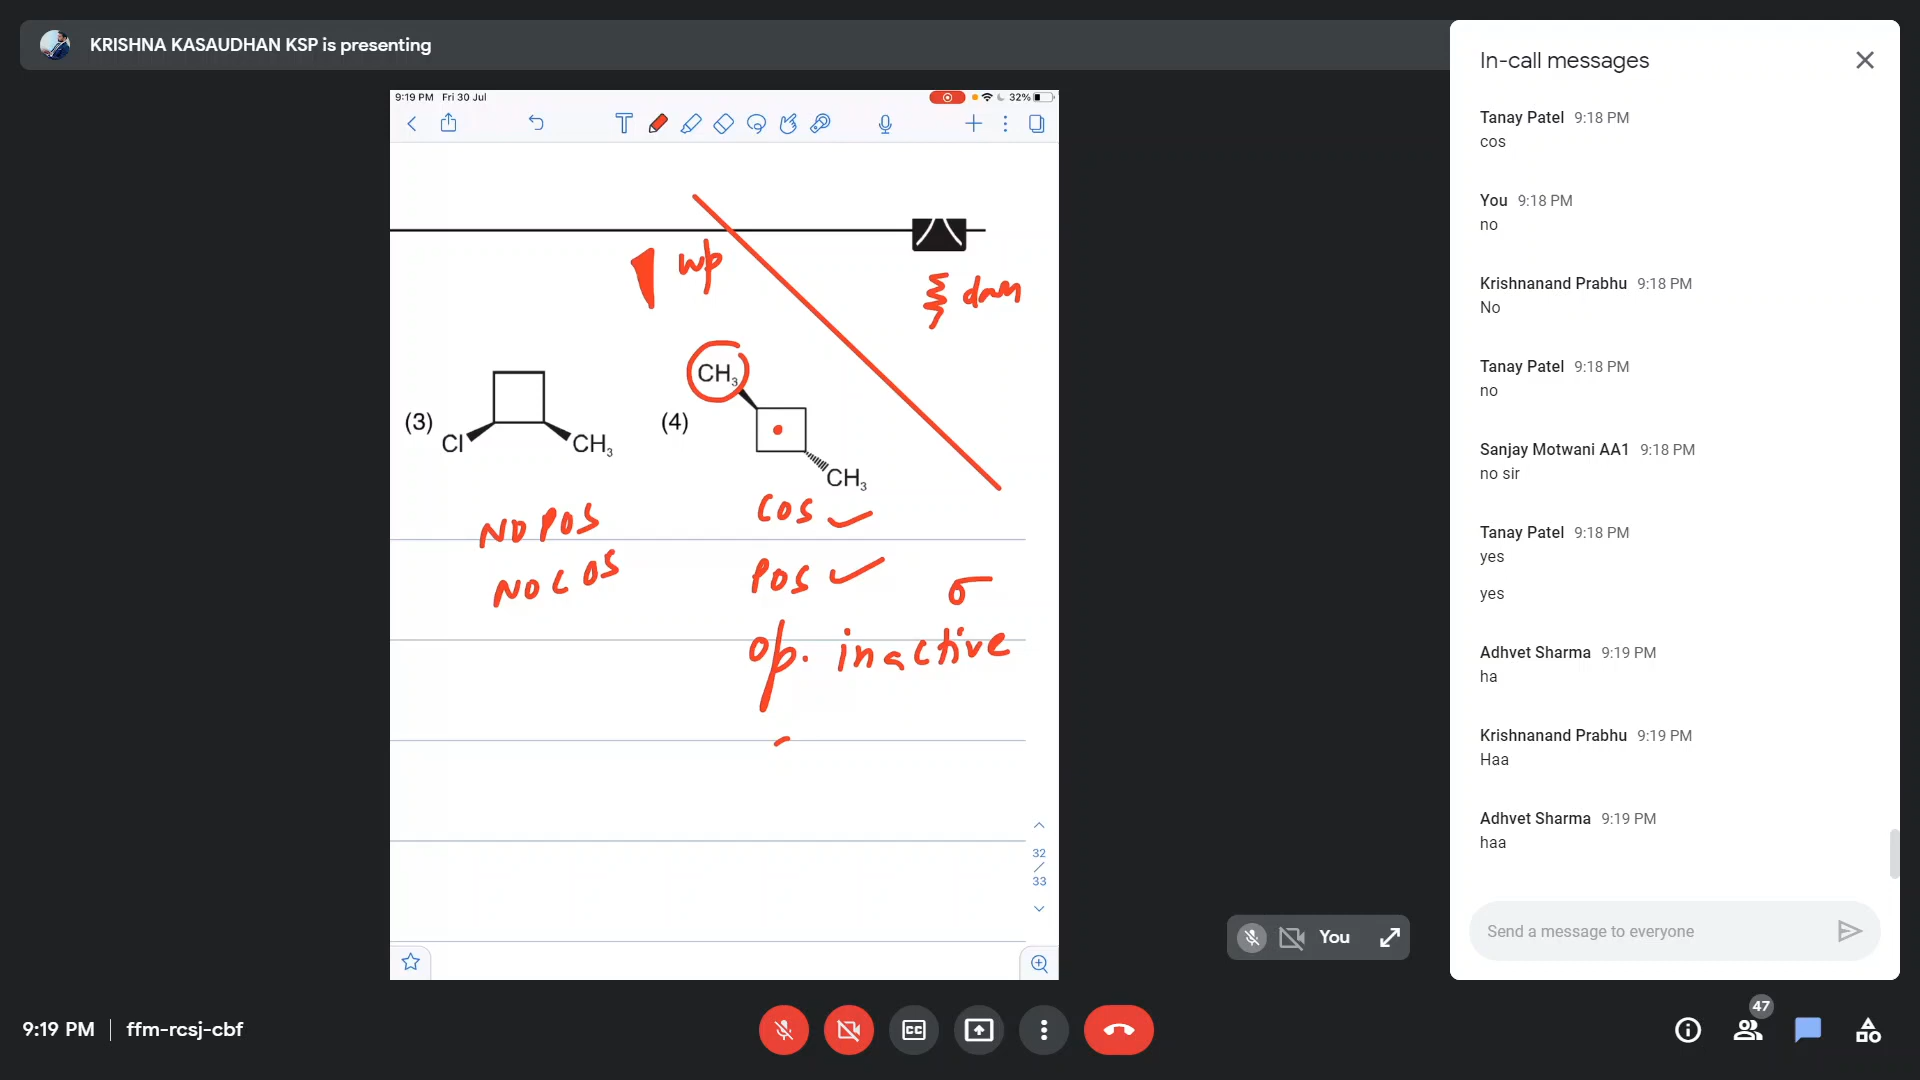 KRISHNA KASAUDHAN KSP is presenting
9:19 PM Fri 30 Jul
32%
T
up
down
CH3
(3)
(4)
Cl
CH3
CH3
NO POS
NO COS
COS ✓
POS ✓
σ
op. inactive
32
33
You
In-call messages
Tanay Patel 9:18 PM
cos
You 9:18 PM
no
Krishnanand Prabhu 9:18 PM
No
Tanay Patel 9:18 PM
no
Sanjay Motwani AA1 9:18 PM
no sir
Tanay Patel 9:18 PM
yes
yes
Adhvet Sharma 9:19 PM
ha
Krishnanand Prabhu 9:19 PM
Haa
Adhvet Sharma 9:19 PM
haa
Send a message to everyone
9:19 PM | ffm-rcsj-cbf
CC
47